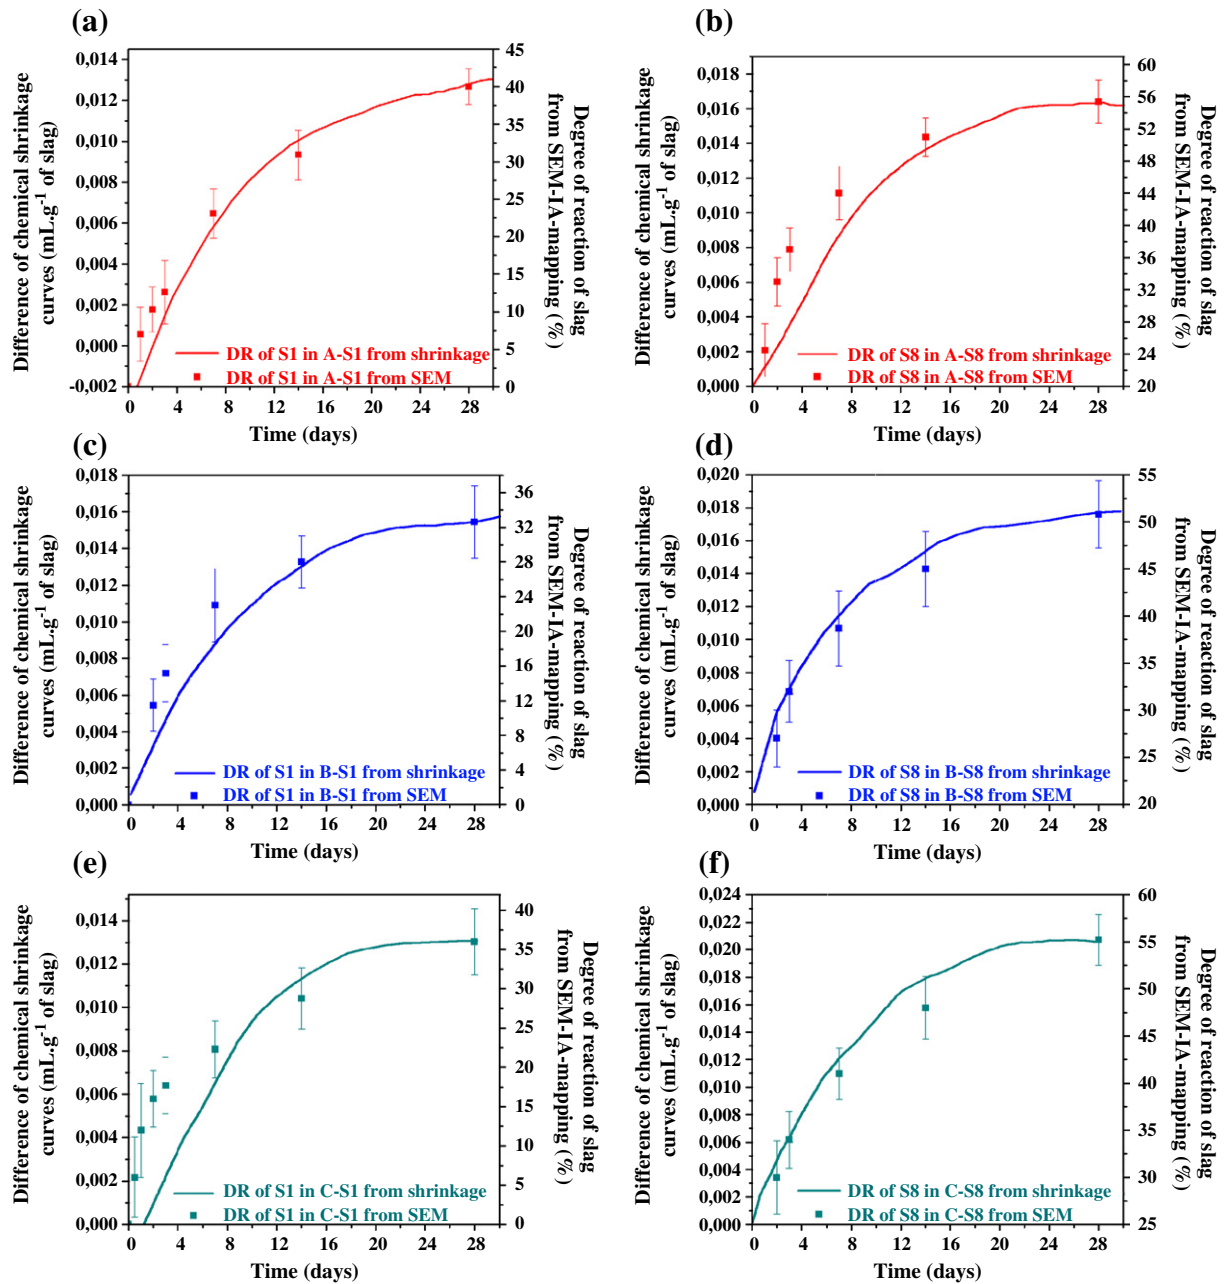 (a)
Difference of chemical shrinkage
curves (mL.g⁻¹ of slag)
0,014
0,012
0,010
0,008
0,006
0,004
0,002
0,000
-0,002
45
40
35
30
25
20
15
10
5
0
Degree of reaction of slag
from SEM-IA-mapping (%)
DR of S1 in A-S1 from shrinkage
DR of S1 in A-S1 from SEM
0 4 8 12 16 20 24 28
Time (days)
(b)
Difference of chemical shrinkage
curves (mL.g⁻¹ of slag)
0,018
0,016
0,014
0,012
0,010
0,008
0,006
0,004
0,002
0,000
60
56
52
48
44
40
36
32
28
24
20
Degree of reaction of slag
from SEM-IA-mapping (%)
DR of S8 in A-S8 from shrinkage
DR of S8 in A-S8 from SEM
0 4 8 12 16 20 24 28
Time (days)
(c)
Difference of chemical shrinkage
curves (mL.g⁻¹ of slag)
0,018
0,016
0,014
0,012
0,010
0,008
0,006
0,004
0,002
0,000
36
32
28
24
20
16
12
8
4
0
Degree of reaction of slag
from SEM-IA-mapping (%)
DR of S1 in B-S1 from shrinkage
DR of S1 in B-S1 from SEM
0 4 8 12 16 20 24 28
Time (days)
(d)
Difference of chemical shrinkage
curves (mL.g⁻¹ of slag)
0,020
0,018
0,016
0,014
0,012
0,010
0,008
0,006
0,004
0,002
0,000
55
50
45
40
35
30
25
20
Degree of reaction of slag
from SEM-IA-mapping (%)
DR of S8 in B-S8 from shrinkage
DR of S8 in B-S8 from SEM
0 4 8 12 16 20 24 28
Time (days)
(e)
Difference of chemical shrinkage
curves (mL.g⁻¹ of slag)
0,014
0,012
0,010
0,008
0,006
0,004
0,002
0,000
40
35
30
25
20
15
10
5
0
Degree of reaction of slag
from SEM-IA-mapping (%)
DR of S1 in C-S1 from shrinkage
DR of S1 in C-S1 from SEM
0 4 8 12 16 20 24 28
Time (days)
(f)
Difference of chemical shrinkage
curves (mL.g⁻¹ of slag)
0,024
0,022
0,020
0,018
0,016
0,014
0,012
0,010
0,008
0,006
0,004
0,002
0,000
60
55
50
45
40
35
30
25
Degree of reaction of slag
from SEM-IA-mapping (%)
DR of S8 in C-S8 from shrinkage
DR of S8 in C-S8 from SEM
0 4 8 12 16 20 24 28
Time (days)